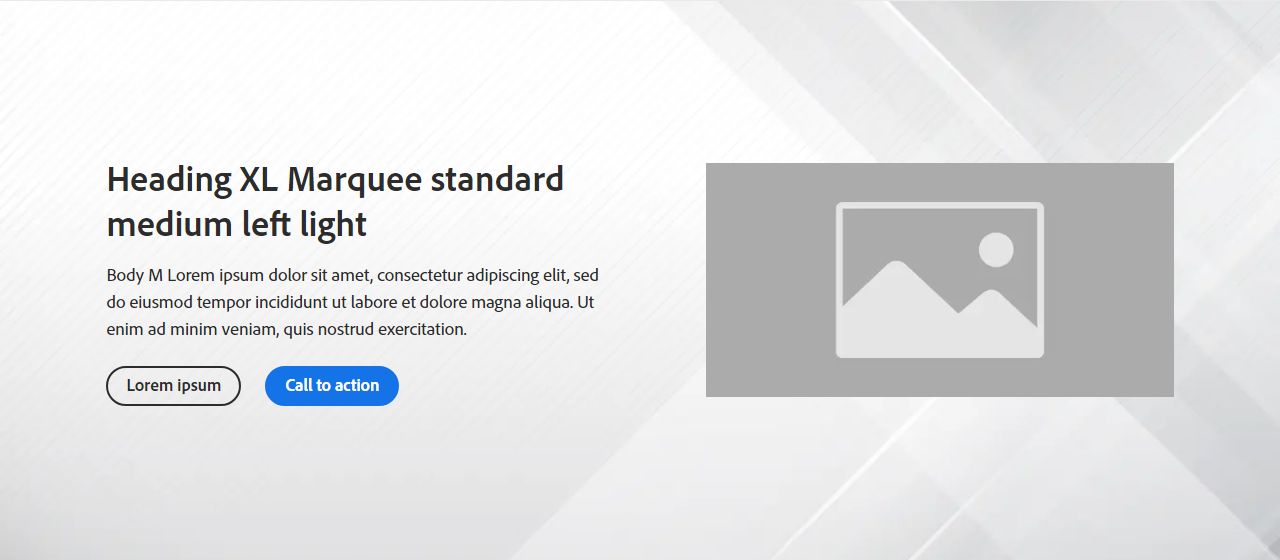 Heading XL Marquee standard
medium left light
Body M Lorem ipsum dolor sit amet, consectetur adipiscing elit, sed
do eiusmod tempor incididunt ut labore et dolore magna aliqua. Ut
enim ad minim veniam, quis nostrud exercitation.
Lorem ipsum
Call to action